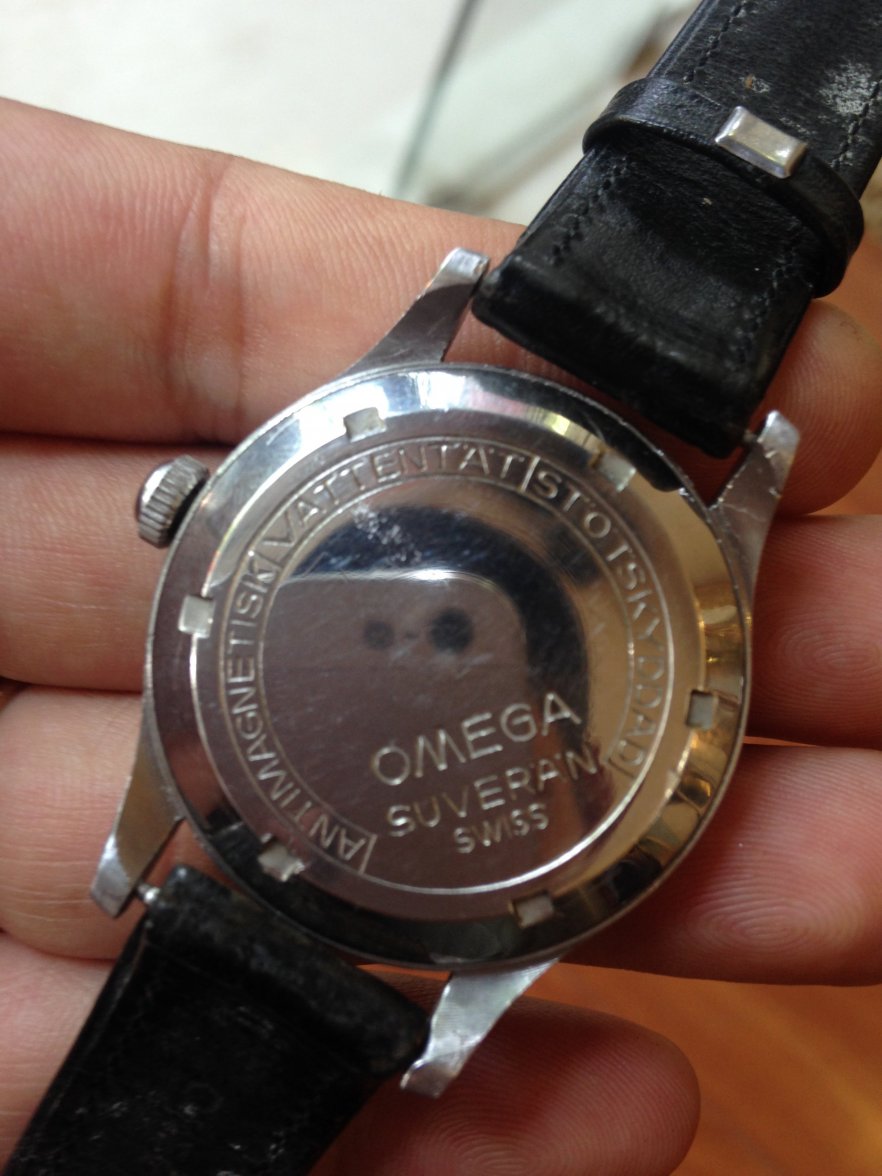 ANTIMAGNETISK VATTENTÄT STÖTSKYDDAD
OMEGA
SUVERÄN
SWISS